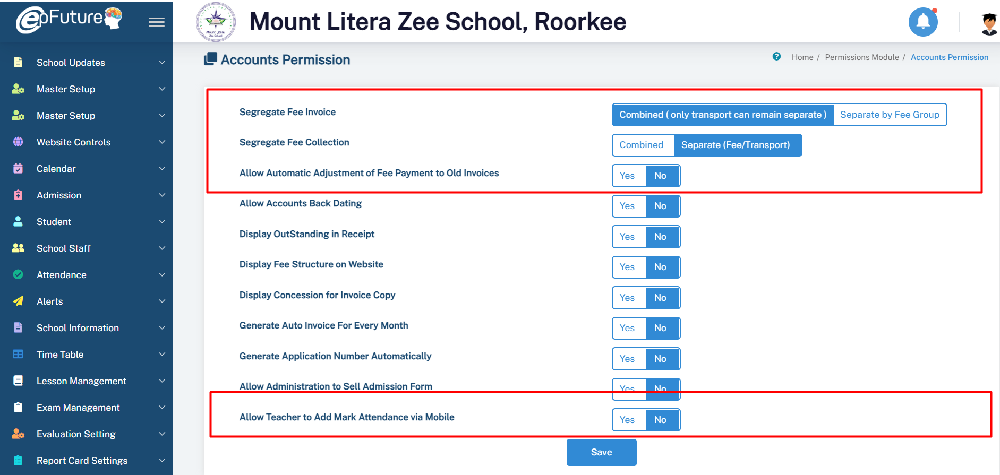 epFuture
Mount Litera
Zee School
Mount Litera Zee School, Roorkee
School Updates
Master Setup
Master Setup
Website Controls
Calendar
Admission
Student
School Staff
Attendance
Alerts
School Information
Time Table
Lesson Management
Exam Management
Evaluation Setting
Report Card Settings
Accounts Permission
? Home / Permissions Module / Accounts Permission
Segregate Fee Invoice Combined ( only transport can remain separate ) Separate by Fee Group
Segregate Fee Collection Combined Separate (Fee/Transport)
Allow Automatic Adjustment of Fee Payment to Old Invoices Yes No
Allow Accounts Back Dating Yes No
Display OutStanding in Receipt Yes No
Display Fee Structure on Website Yes No
Display Concession for Invoice Copy Yes No
Generate Auto Invoice For Every Month Yes No
Generate Application Number Automatically Yes No
Allow Administration to Sell Admission Form Yes No
Allow Teacher to Add Mark Attendance via Mobile Yes No
Save